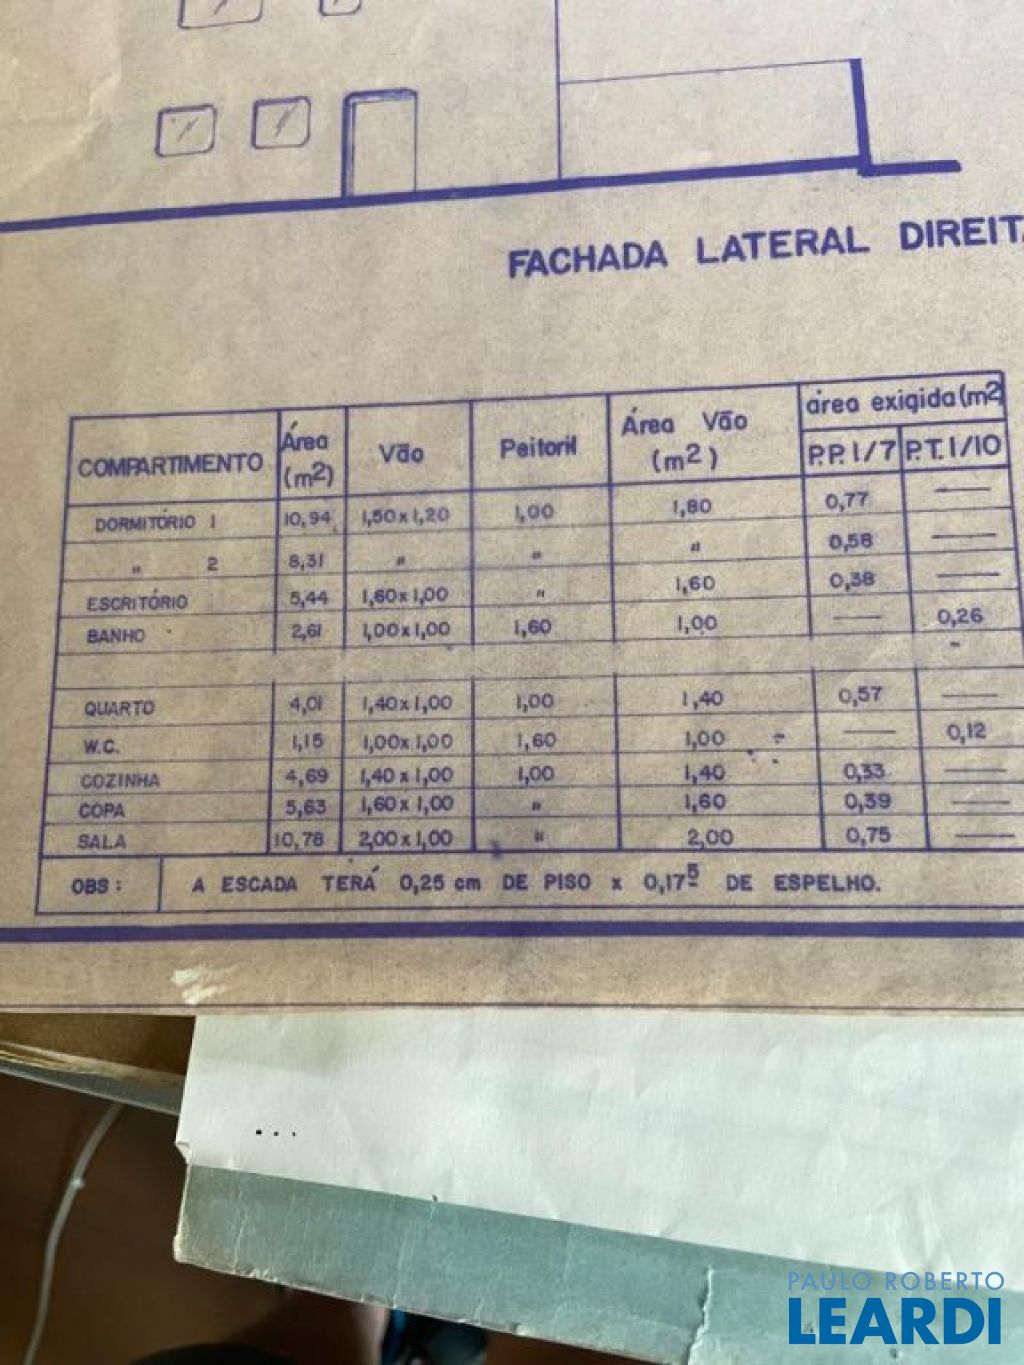 FACHADA LATERAL DIREIT
COMPARTIMENTO Área (m2) Vão Peitoril Área Vão (m2) área exigida (m2
P.P. 1/7 P.T. 1/10
DORMITÓRIO 1 10,94 1,50 x 1,20 1,00 1,80 0,77 —
" 2 8,31 " " " 0,58 —
ESCRITÓRIO 5,44 1,60 x 1,00 " 1,60 0,38 —
BANHO 2,61 1,00 x 1,00 1,60 1,00 — 0,26
QUARTO 4,01 1,40 x 1,00 1,00 1,40 0,57 —
W.C. 1,15 1,00 x 1,00 1,60 1,00 — 0,12
COZINHA 4,69 1,40 x 1,00 1,00 1,40 0,33 —
COPA 5,63 1,60 x 1,00 " 1,60 0,39 —
SALA 10,78 2,00 x 1,00 " 2,00 0,75 —
OBS: A ESCADA TERÁ 0,25 cm DE PISO x 0,17⁵ DE ESPELHO.
PAULO ROBERTO
LEARDI